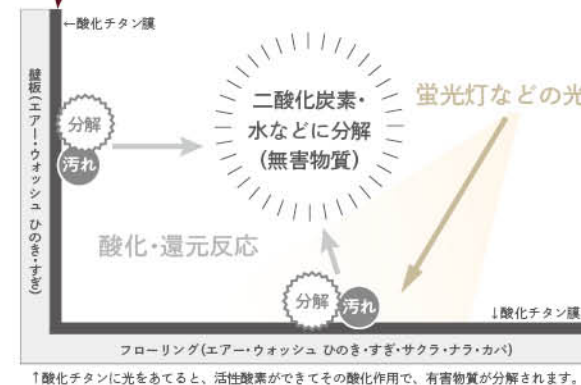 ←酸化チタン膜
壁板(エアー・ウォッシュ ひのき・すぎ)
分解
汚れ
二酸化炭素・
水などに分解
(無害物質)
蛍光灯などの光
酸化・還元反応
分解
汚れ
↓酸化チタン膜
フローリング(エアー・ウォッシュ ひのき・すぎ・サクラ・ナラ・カバ)
↑酸化チタンに光をあてると、活性酸素ができてその酸化作用で、有害物質が分解されます。